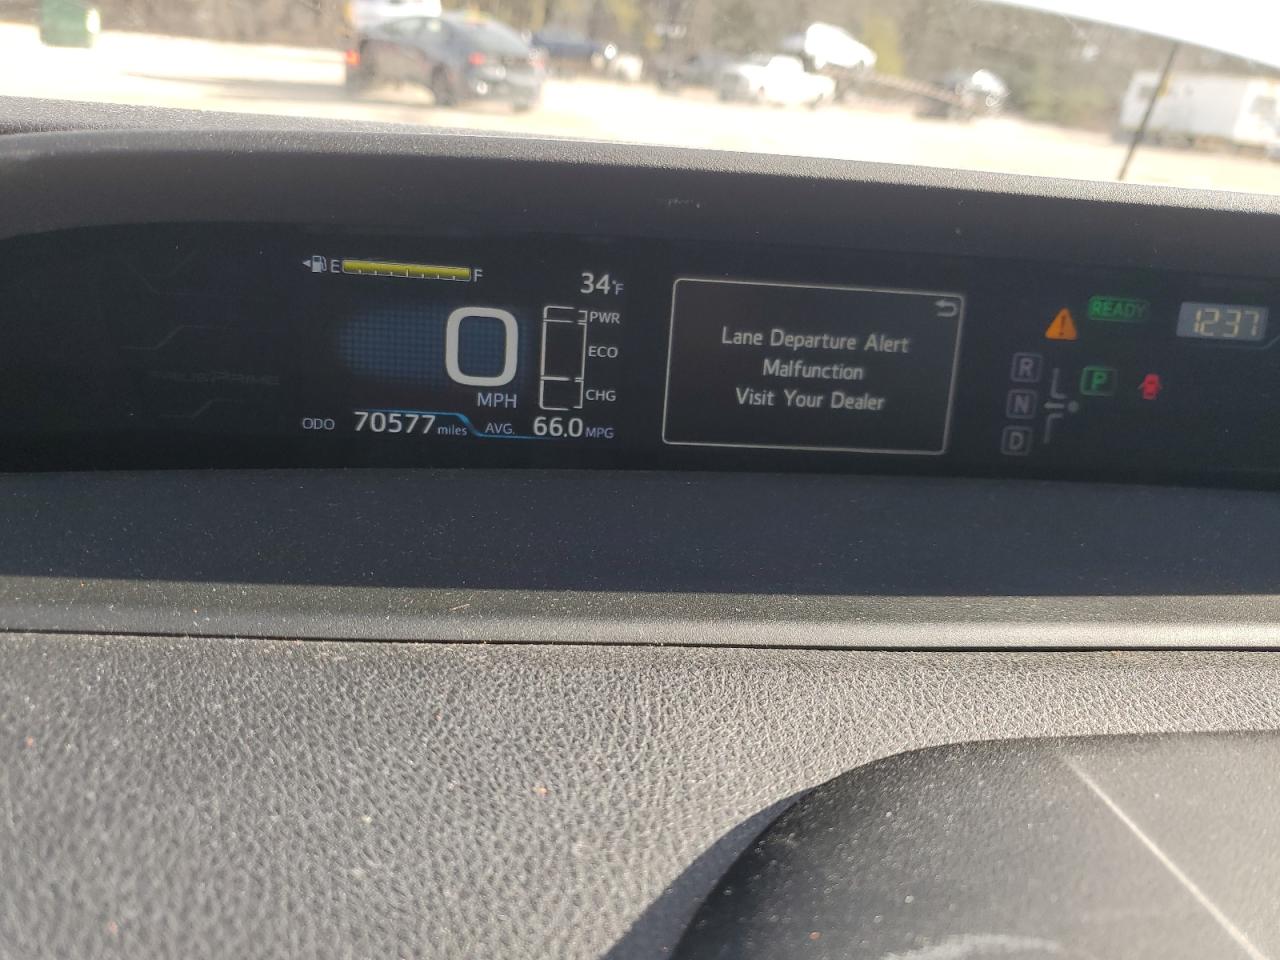 E F
34°F
PWR
0
ECO
MPH
CHG
ODO 70577 miles AVG. 66.0 MPG
Lane Departure Alert
Malfunction
Visit Your Dealer
READY
12:37
R
P
N
D